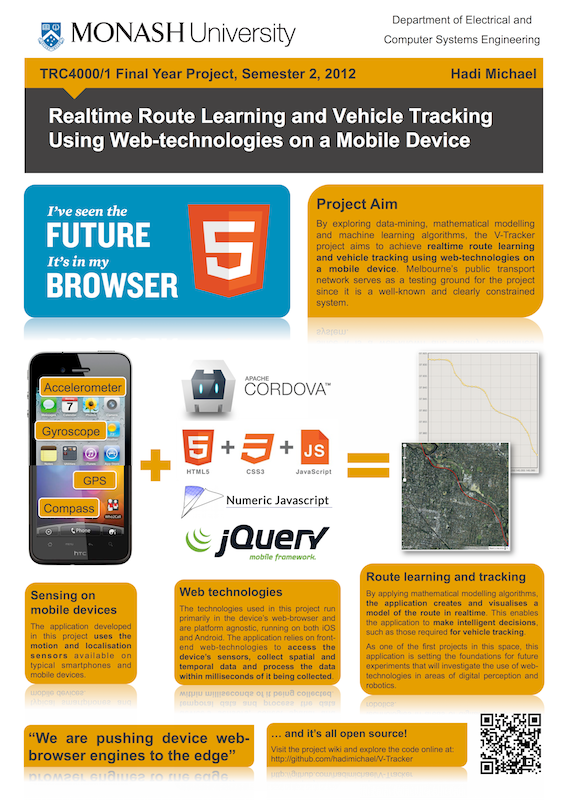 MONASH University
Department of Electrical and
Computer Systems Engineering
TRC4000/1 Final Year Project, Semester 2, 2012
Hadi Michael
Realtime Route Learning and Vehicle Tracking
Using Web-technologies on a Mobile Device
I've seen the
FUTURE
It's in my
BROWSER
5
Project Aim
By exploring data-mining, mathematical modelling
and machine learning algorithms, the V-Tracker
project aims to achieve realtime route learning
and vehicle tracking using web-technologies on
a mobile device. Melbourne's public transport
network serves as a testing ground for the project
since it is a well-known and clearly constrained
system.
Accelerometer
7
Gyroscope
GPS
Compass
Phone
hTC
+
APACHE
CORDOVA™
5 + 3 + JS
HTML5
CSS3
JavaScript
Numeric Javascript
jQuery
mobile framework.
=
Sensing on
mobile devices
The application developed
in this project uses the
motion and localisation
sensors available on
typical smartphones and
mobile devices.
Web technologies
The technologies used in this project run
primarily in the device's web-browser and
are platform agnostic, running on both iOS
and Android. The application relies on front-
end web-technologies to access the
device's sensors, collect spatial and
temporal data and process the data
within milliseconds of it being collected.
Route learning and tracking
By applying mathematical modelling algorithms,
the application creates and visualises a
model of the route in realtime. This enables
the application to make intelligent decisions,
such as those required for vehicle tracking.
As one of the first projects in this space, this
application is setting the foundations for future
experiments that will investigate the use of web-
technologies in areas of digital perception and
robotics.
“We are pushing device web-
browser engines to the edge”
... and it's all open source!
Visit the project wiki and explore the code online at:
http://github.com/hadimichael/V-Tracker